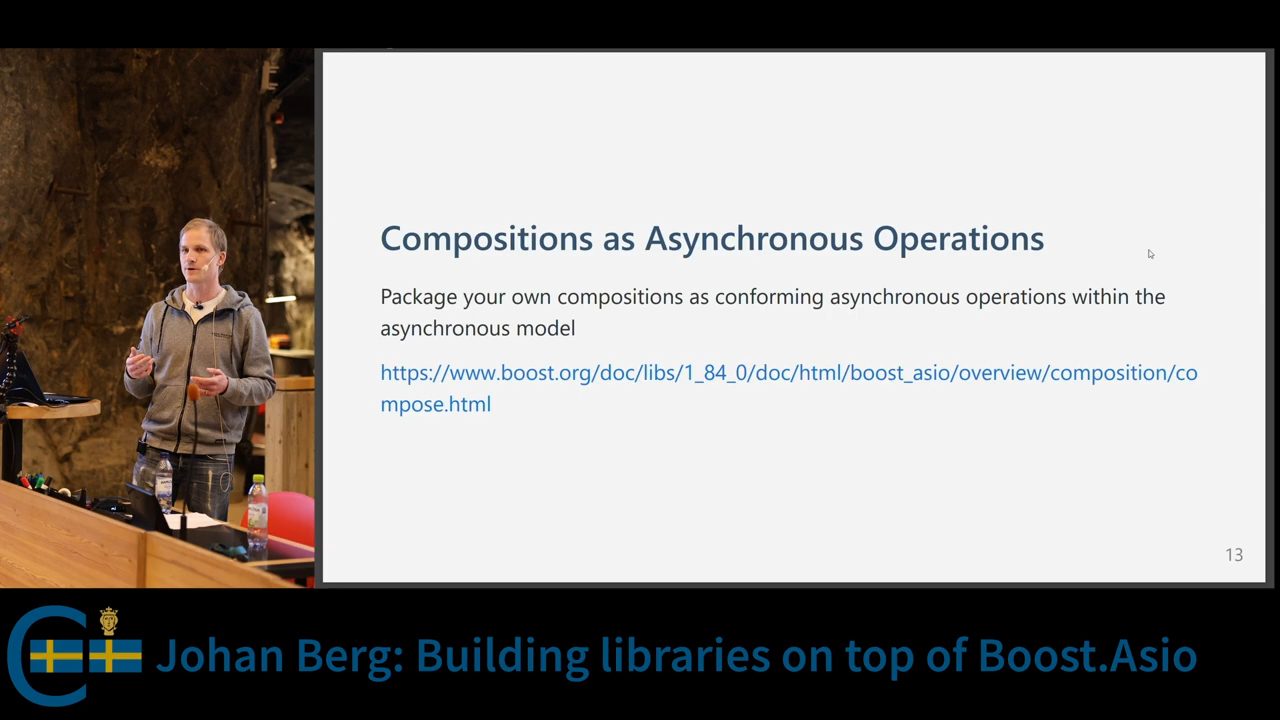 Compositions as Asynchronous Operations
Package your own compositions as conforming asynchronous operations within the
asynchronous model
https://www.boost.org/doc/libs/1_84_0/doc/html/boost_asio/overview/composition/co
mpose.html
13
Johan Berg: Building libraries on top of Boost.Asio